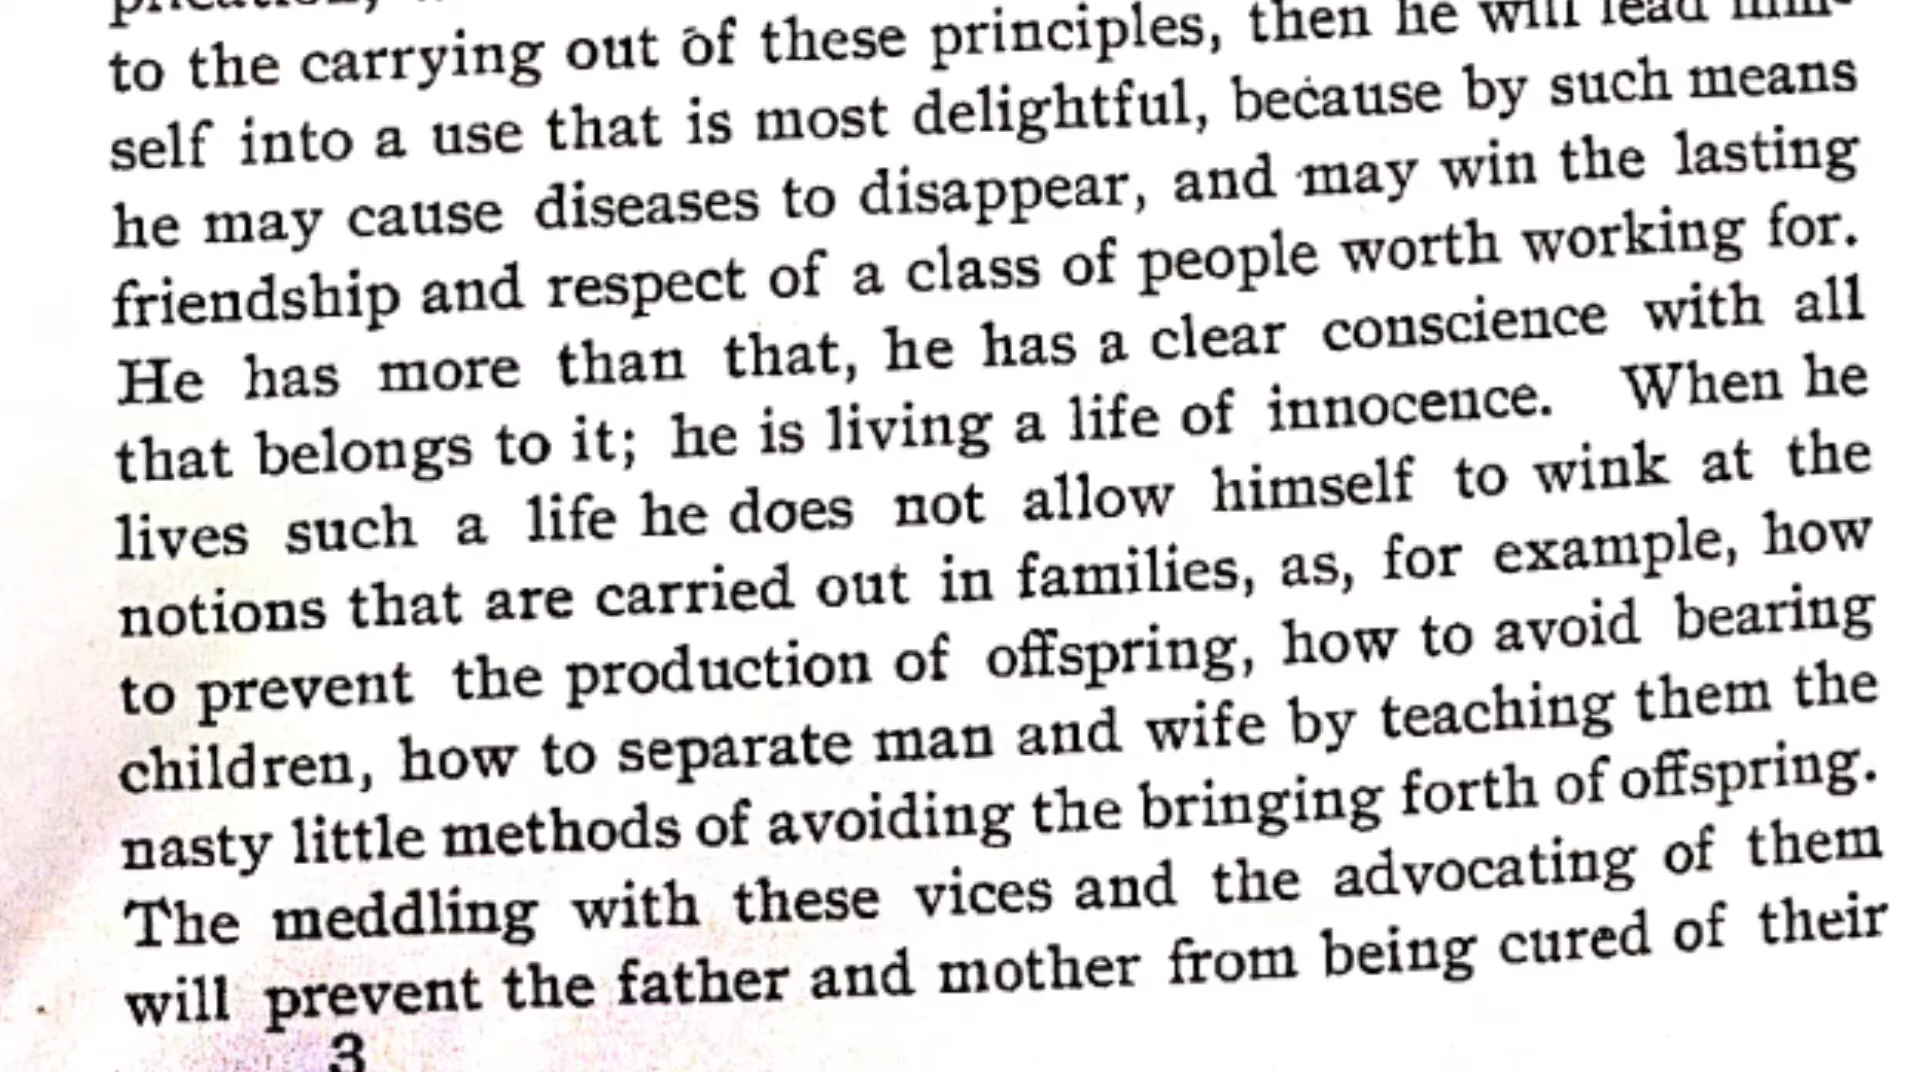 to the carrying out of these principles, then he will lead him-
self into a use that is most delightful, because by such means
he may cause diseases to disappear, and may win the lasting
friendship and respect of a class of people worth working for.
He has more than that, he has a clear conscience with all
that belongs to it; he is living a life of innocence. When he
lives such a life he does not allow himself to wink at the
notions that are carried out in families, as, for example, how
to prevent the production of offspring, how to avoid bearing
children, how to separate man and wife by teaching them the
nasty little methods of avoiding the bringing forth of offspring.
The meddling with these vices and the advocating of them
will prevent the father and mother from being cured of their
3